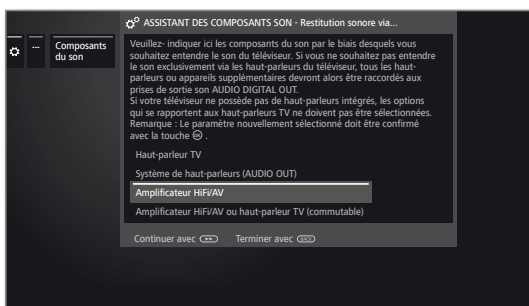 ASSISTANT DES COMPOSANTS SON - Restitution sonore via...
... Composants
du son
Veuillez- indiquer ici les composants du son par le biais desquels vous
souhaitez entendre le son du téléviseur. Si vous ne souhaitez pas entendre
le son exclusivement via les haut-parleurs du téléviseur, tous les haut-
parleurs ou appareils supplémentaires devront alors être raccordés aux
prises de sortie son AUDIO DIGITAL OUT.
Si votre téléviseur ne possède pas de haut-parleurs intégrés, les options
qui se rapportent aux haut-parleurs TV ne doivent pas être sélectionnées.
Remarque : Le paramètre nouvellement sélectionné doit être confirmé
avec la touche OK .
Haut-parleur TV
Système de haut-parleurs (AUDIO OUT)
Amplificateur HiFi/AV
Amplificateur HiFi/AV ou haut-parleur TV (commutable)
Continuer avec Terminer avec BACK